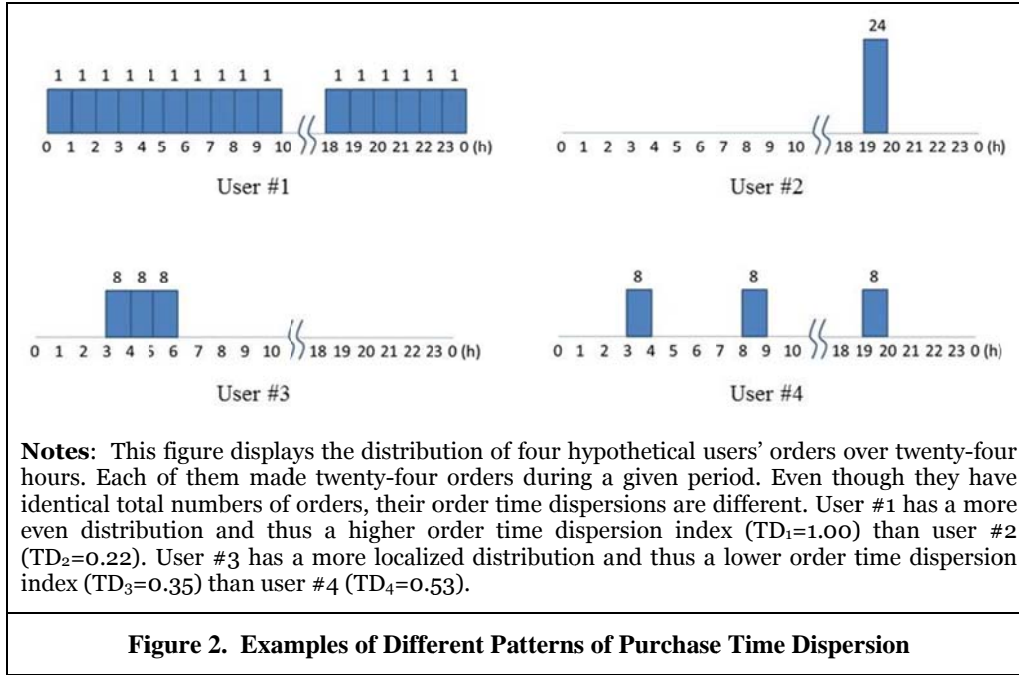 1 1 1 1 1 1 1 1 1 1 1 1 1 1 1 1
0 1 2 3 4 5 6 7 8 9 10 18 19 20 21 22 23 0 (h)
User #1
24
0 1 2 3 4 5 6 7 8 9 10 18 19 20 21 22 23 0 (h)
User #2
8 8 8
0 1 2 3 4 5 6 7 8 9 10 18 19 20 21 22 23 0 (h)
User #3
8 8 8
0 1 2 3 4 5 6 7 8 9 10 18 19 20 21 22 23 0 (h)
User #4
Notes: This figure displays the distribution of four hypothetical users' orders over twenty-four
hours. Each of them made twenty-four orders during a given period. Even though they have
identical total numbers of orders, their order time dispersions are different. User #1 has a more
even distribution and thus a higher order time dispersion index (TD₁=1.00) than user #2
(TD₂=0.22). User #3 has a more localized distribution and thus a lower order time dispersion
index (TD₃=0.35) than user #4 (TD₄=0.53).
Figure 2. Examples of Different Patterns of Purchase Time Dispersion